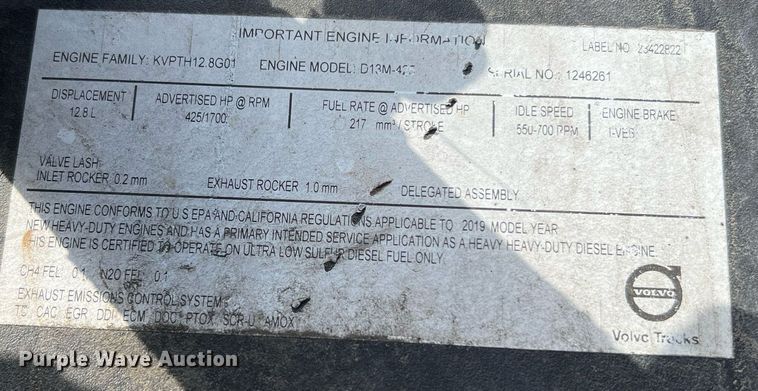 IMPORTANT ENGINE INFORMATION
LABEL NO. 23422822
ENGINE FAMILY: KVPTH12.8G01 ENGINE MODEL: SERIAL NO.: 1246261
DISPLACEMENT
12.8 L
ADVERTISED HP @ RPM
425/1700
FUEL RATE @ ADVERTISED HP
217 mm³/STROKE
IDLE SPEED
550-700 RPM
ENGINE BRAKE
VALVE LASH
INLET ROCKER 0.2 mm EXHAUST ROCKER 1.0 mm DELEGATED ASSEMBLY
THIS ENGINE CONFORMS TO U S EPA AND CALIFORNIA REGULATIONS APPLICABLE TO 2019 MODEL YEAR
NEW HEAVY-DUTY ENGINES AND HAS A PRIMARY INTENDED SERVICE APPLICATION AS A HEAVY HEAVY-DUTY DIESEL ENGINE.
THIS ENGINE IS CERTIFIED TO OPERATE ON ULTRA LOW SULFUR DIESEL FUEL ONLY.
CH4 FEL: 0.1 N2O FEL: 0.1
EXHAUST EMISSIONS CONTROL SYSTEM:
TC CAC EGR DDI ECM DOC PTOX SCR-U AMOX
VOLVO
Volvo Trucks
Purple Wave Auction